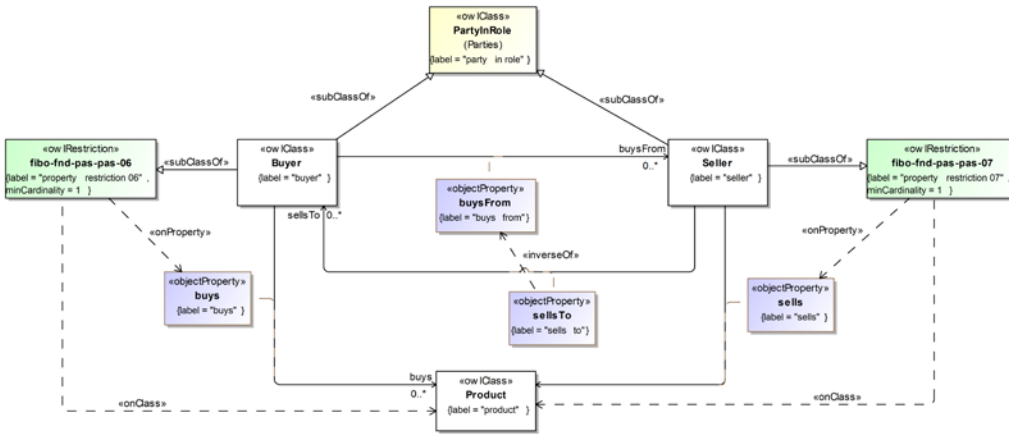 «owlClass»
PartyInRole
(Parties)
{label = "party in role" }
«subClassOf»
«subClassOf»
«owlRestriction»
fibo-fnd-pas-pas-06
{label = "property restriction 06" ,
minCardinality = 1 }
«subClassOf»
«owlClass»
Buyer
{label = "buyer" }
buysFrom
0..*
«owlClass»
Seller
{label = "seller" }
«subClassOf»
«owlRestriction»
fibo-fnd-pas-pas-07
{label = "property restriction 07" ,
minCardinality = 1 }
«objectProperty»
buysFrom
{label = "buys from" }
sellsTo 0..*
«onProperty»
«inverseOf»
«onProperty»
«objectProperty»
buys
{label = "buys" }
«objectProperty»
sellsTo
{label = "sells to" }
«objectProperty»
sells
{label = "sells" }
buys
0..*
«owlClass»
Product
{label = "product" }
«onClass»
«onClass»